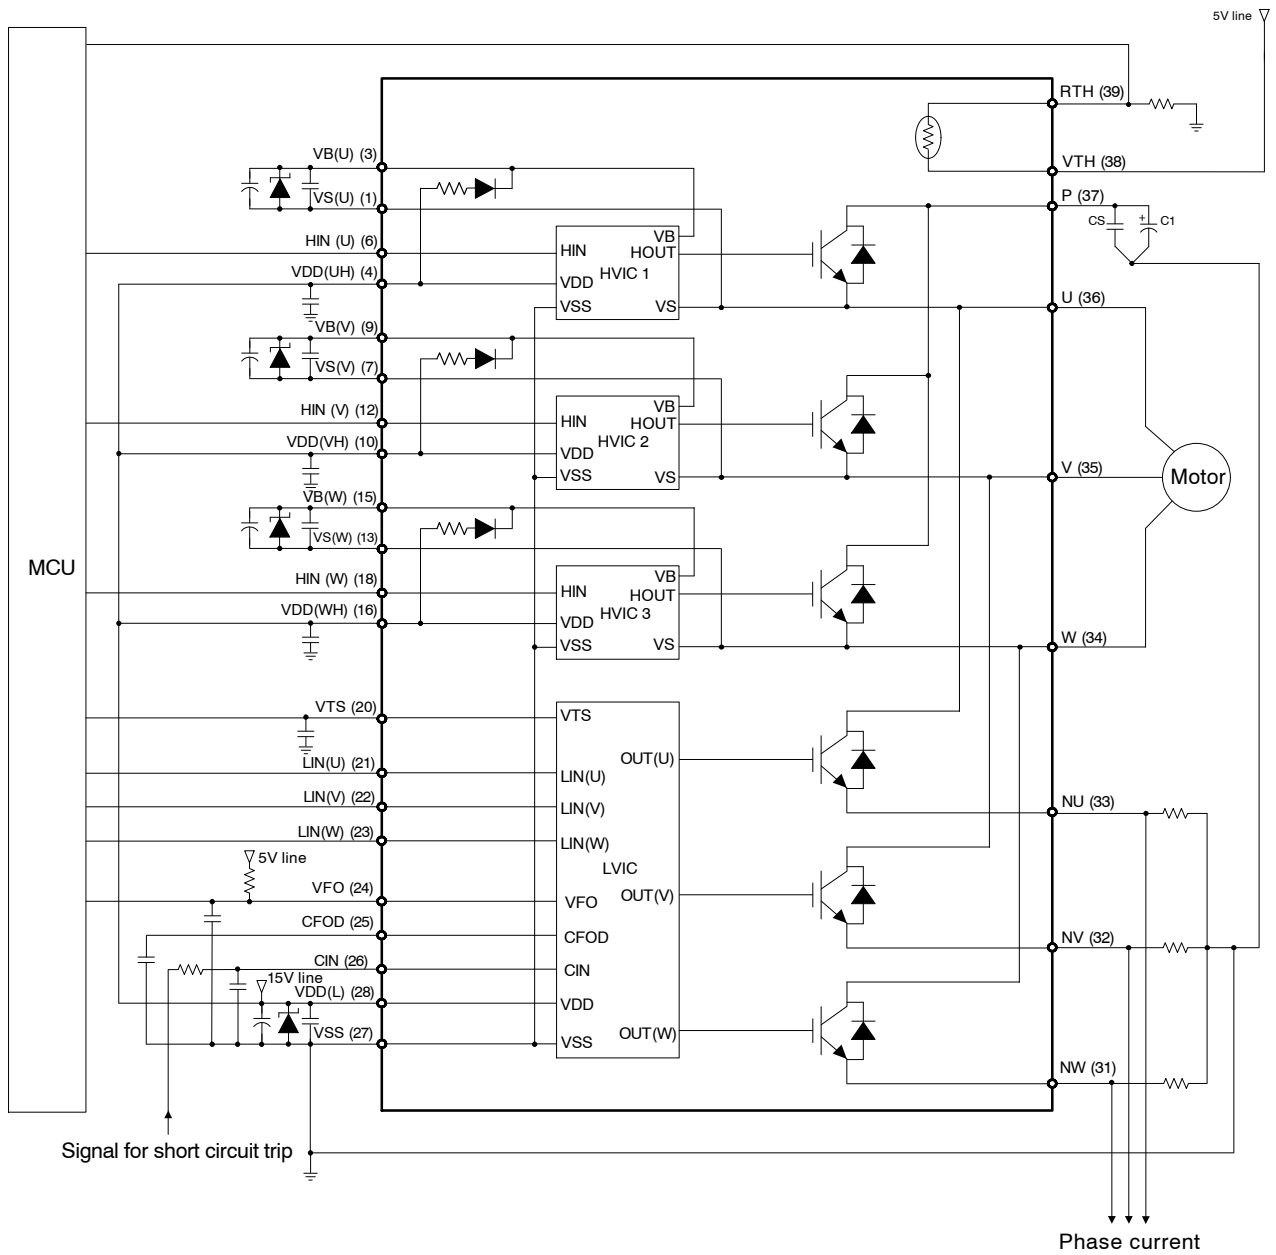 5V line
RTH (39)
VTH (38)
P (37)
CS
+
C1
VB(U) (3)
VS(U) (1)
HIN (U) (6)
VDD(UH) (4)
HIN
VDD
VSS
VB
HOUT
HVIC 1
VS
U (36)
VB(V) (9)
VS(V) (7)
HIN (V) (12)
VDD(VH) (10)
HIN
VDD
VSS
VB
HOUT
HVIC 2
VS
V (35)
Motor
VB(W) (15)
VS(W) (13)
MCU
HIN (W) (18)
VDD(WH) (16)
HIN
VDD
VSS
VB
HOUT
HVIC 3
VS
W (34)
VTS (20)
LIN(U) (21)
LIN(V) (22)
LIN(W) (23)
5V line
VFO (24)
CFOD (25)
CIN (26)
15V line
VDD(L) (28)
VSS (27)
VTS
LIN(U)
LIN(V)
LIN(W)
LVIC
VFO
CFOD
CIN
VDD
VSS
OUT(U)
OUT(V)
OUT(W)
NU (33)
NV (32)
NW (31)
Signal for short circuit trip
Phase current